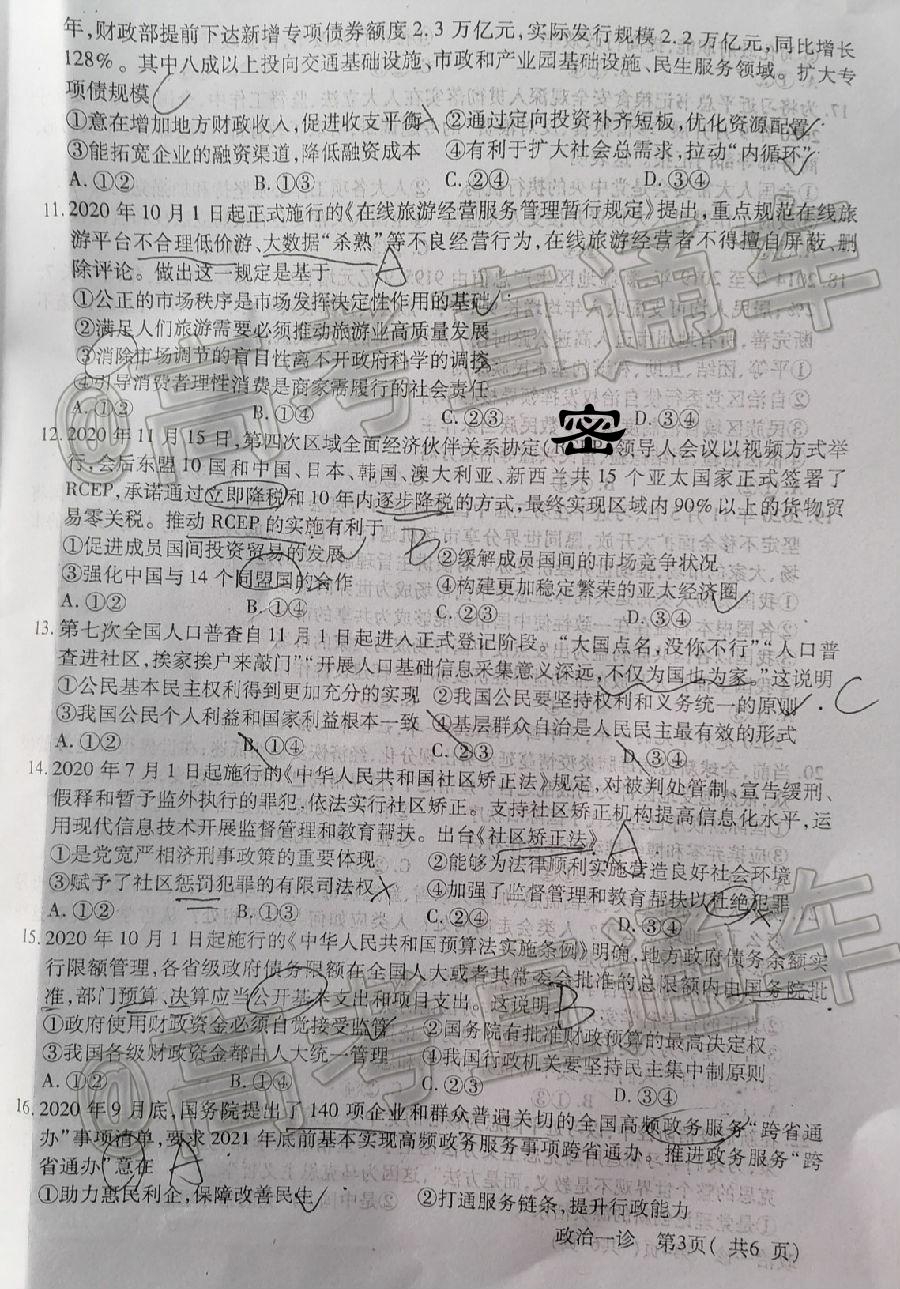 年,财政部提前下达新增专项债券额度2.3万亿元,实际发行规模2.2万亿元,同比增长
128%。其中八成以上投向交通基础设施、市政和产业园基础设施、民生服务领域。扩大专
项债规模 C
①意在增加地方财政收入,促进收支平衡 ②通过定向投资补齐短板,优化资源配置
③能拓宽企业的融资渠道,降低融资成本 ④有利于扩大社会总需求,拉动“内循环”
A.①② B.①③ C.②④ D.③④
11.2020年10月1日起正式施行的《在线旅游经营服务管理暂行规定》提出,重点规范在线旅
游平台不合理低价游、大数据“杀熟”等不良经营行为,在线旅游经营者不得擅自屏蔽、删
除评论。做出这一规定是基于 A
①公正的市场秩序是市场发挥决定性作用的基础
②满足人们旅游需要必须推动旅游业高质量发展
③消除市场调节的盲目性离不开政府科学的调控
④引导消费者理性消费是商家需履行的社会责任
A.①② B.①④ C.②③ D.③④
密
12.2020年11月15日,第四次区域全面经济伙伴关系协定( P)领导人会议以视频方式举
行,会后东盟10国和中国、日本、韩国、澳大利亚、新西兰共15个亚太国家正式签署了
RCEP,承诺通过立即降税和10年内逐步降税的方式,最终实现区域内90%以上的货物贸
易零关税。推动RCEP的实施有利于 B
①促进成员国间投资贸易的发展 ②缓解成员国间的市场竞争状况
③强化中国与14个同盟国的合作 ④构建更加稳定繁荣的亚太经济圈
A.①② B.①④ C.②③ D.③④
13.第七次全国人口普查自11月1日起进入正式登记阶段。“大国点名,没你不行”“人口普
查进社区,挨家挨户来敲门”“开展人口基础信息采集意义深远,不仅为国也为家。”这说明
①公民基本民主权利得到更加充分的实现 ②我国公民要坚持权利和义务统一的原则 C
③我国公民个人利益和国家利益根本一致 ④基层群众自治是人民民主最有效的形式
A.①② B.①④ C.②③ D.③④
14.2020年7月1日起施行的《中华人民共和国社区矫正法》规定,对被判处管制、宣告缓刑、
假释和暂予监外执行的罪犯,依法实行社区矫正。支持社区矫正机构提高信息化水平,运
用现代信息技术开展监督管理和教育帮扶。出台《社区矫正法》 A
①是党宽严相济刑事政策的重要体现 ②能够为法律顺利实施营造良好社会环境
③赋予了社区惩罚犯罪的有限司法权 ④加强了监督管理和教育帮扶以杜绝犯罪
A.①② B.①③ C.②④ D.③④
15.2020年10月1日起施行的《中华人民共和国预算法实施条例》明确,地方政府债务余额实
行限额管理,各省级政府债务限额在全国人大或者其常委会批准的总限额内由国务院批
准,部门预算、决算应当公开基本支出和项目支出。这说明 B
①政府使用财政资金必须自觉接受监管 ②国务院有批准财政预算的最高决定权
③我国各级财政资金都由人大统一管理 ④我国行政机关要坚持民主集中制原则
A.①② B.①④ C.②③ D.③④
16.2020年9月底,国务院提出了140项企业和群众普遍关切的全国高频政务服务“跨省通
办”事项清单,要求2021年底前基本实现高频政务服务事项跨省通办。推进政务服务“跨
省通办”意在 A
①助力惠民利企,保障改善民生 ②打通服务链条,提升行政能力
政治一诊 第3页(共6页)
@高考直通车
@高考直通车